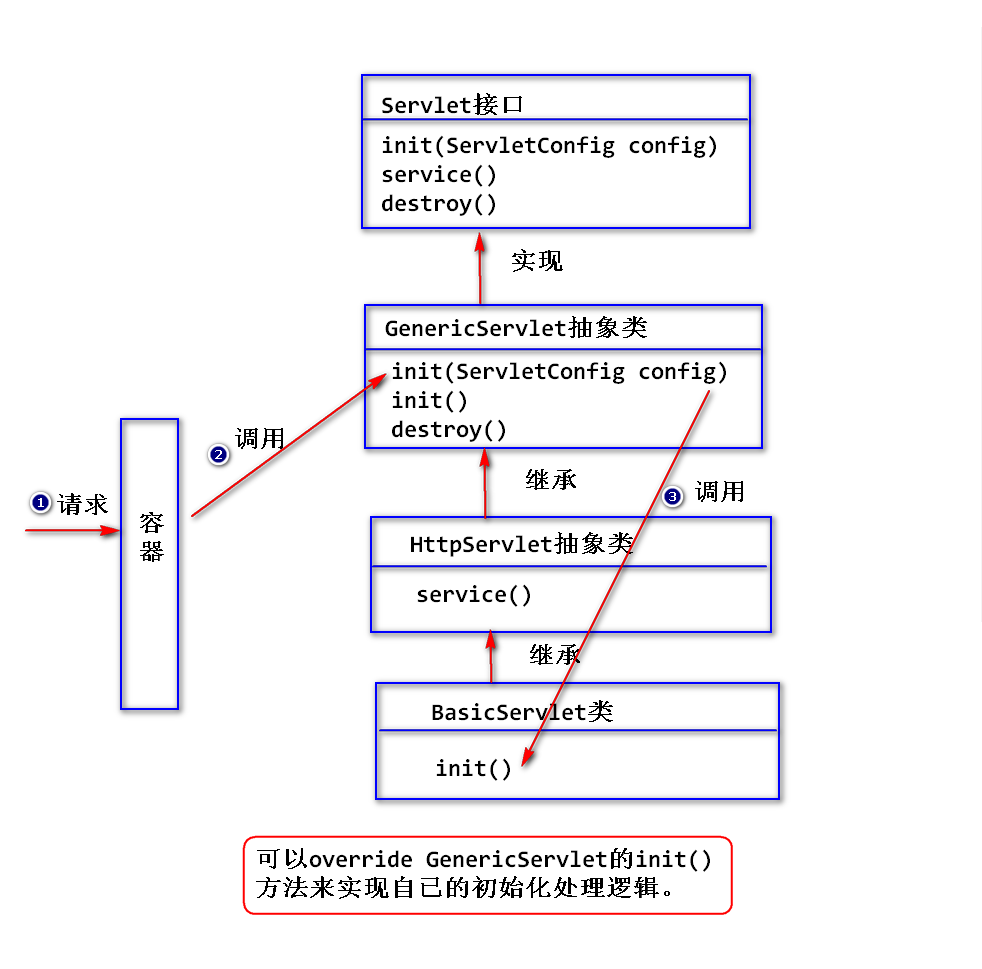 Servlet接口
init(ServletConfig config)
service()
destroy()
实现
GenericServlet抽象类
init(ServletConfig config)
init()
destroy()
❷ 调用
继承
❶ 请求
❸ 调用
容
器
HttpServlet抽象类
service()
继承
BasicServlet类
init()
可以override GenericServlet的init()
方法来实现自己的初始化处理逻辑。